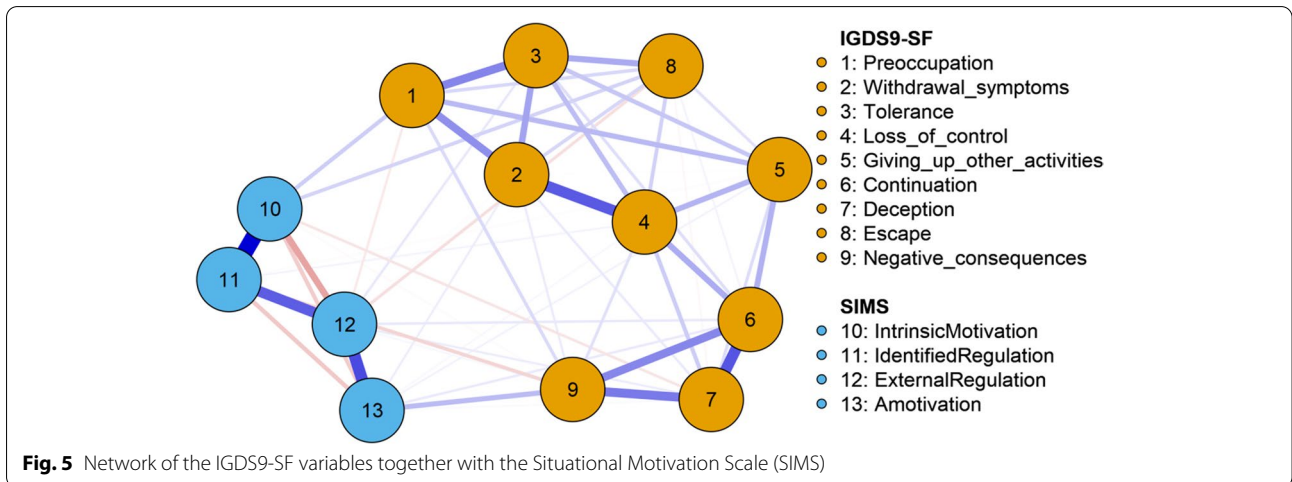 3
8
1
5
2
4
10
11
12
6
9
7
13
IGDS9-SF
1: Preoccupation
2: Withdrawal_symptoms
3: Tolerance
4: Loss_of_control
5: Giving_up_other_activities
6: Continuation
7: Deception
8: Escape
9: Negative_consequences
SIMS
10: IntrinsicMotivation
11: IdentifiedRegulation
12: ExternalRegulation
13: Amotivation
Fig. 5 Network of the IGDS9-SF variables together with the Situational Motivation Scale (SIMS)